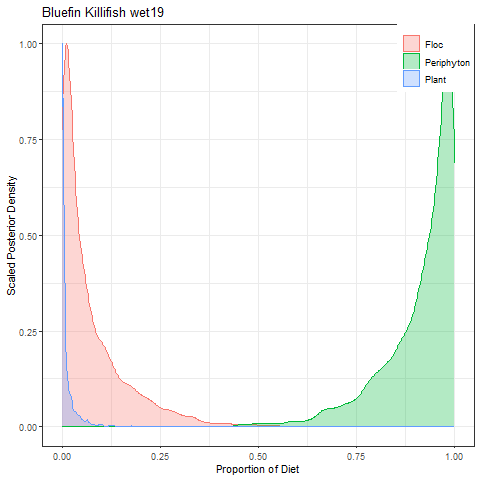 Bluefin Killifish wet19
Floc
Periphyton
Plant
1.00
0.75
0.50
0.25
0.00
Scaled Posterior Density
0.00 0.25 0.50 0.75 1.00
Proportion of Diet